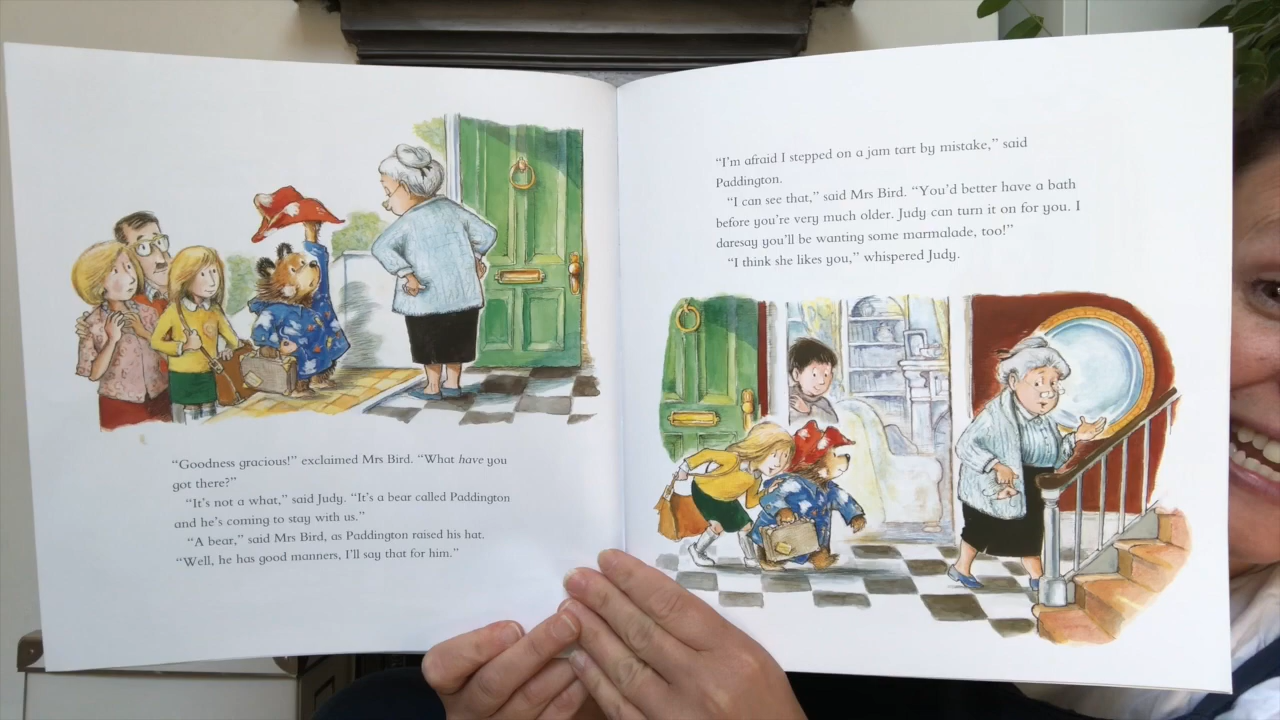 “Goodness gracious!” exclaimed Mrs Bird. “What have you
got there?”
“It’s not a what,” said Judy. “It’s a bear called Paddington
and he’s coming to stay with us.”
“A bear,” said Mrs Bird, as Paddington raised his hat.
“Well, he has good manners, I’ll say that for him.”
“I’m afraid I stepped on a jam tart by mistake,” said
Paddington.
“I can see that,” said Mrs Bird. “You’d better have a bath
before you’re very much older. Judy can turn it on for you. I
daresay you’ll be wanting some marmalade, too!”
“I think she likes you,” whispered Judy.